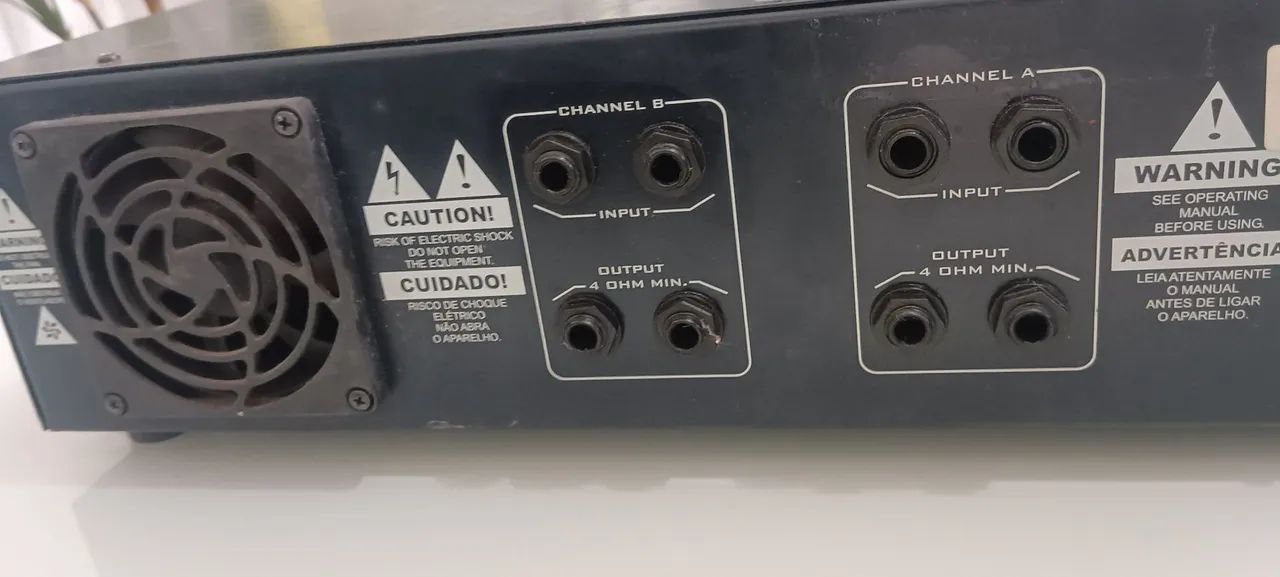 WARNING
CUIDADO
CAUTION!
RISK OF ELECTRIC SHOCK
DO NOT OPEN
THE EQUIPMENT.
CUIDADO!
RISCO DE CHOQUE
ELÉTRICO
NÃO ABRA
O APARELHO.
CHANNEL B
INPUT
OUTPUT
4 OHM MIN.
CHANNEL A
INPUT
OUTPUT
4 OHM MIN.
WARNING
SEE OPERATING
MANUAL
BEFORE USING.
ADVERTÊNCIA
LEIA ATENTAMENTE
O MANUAL
ANTES DE LIGAR
O APARELHO.